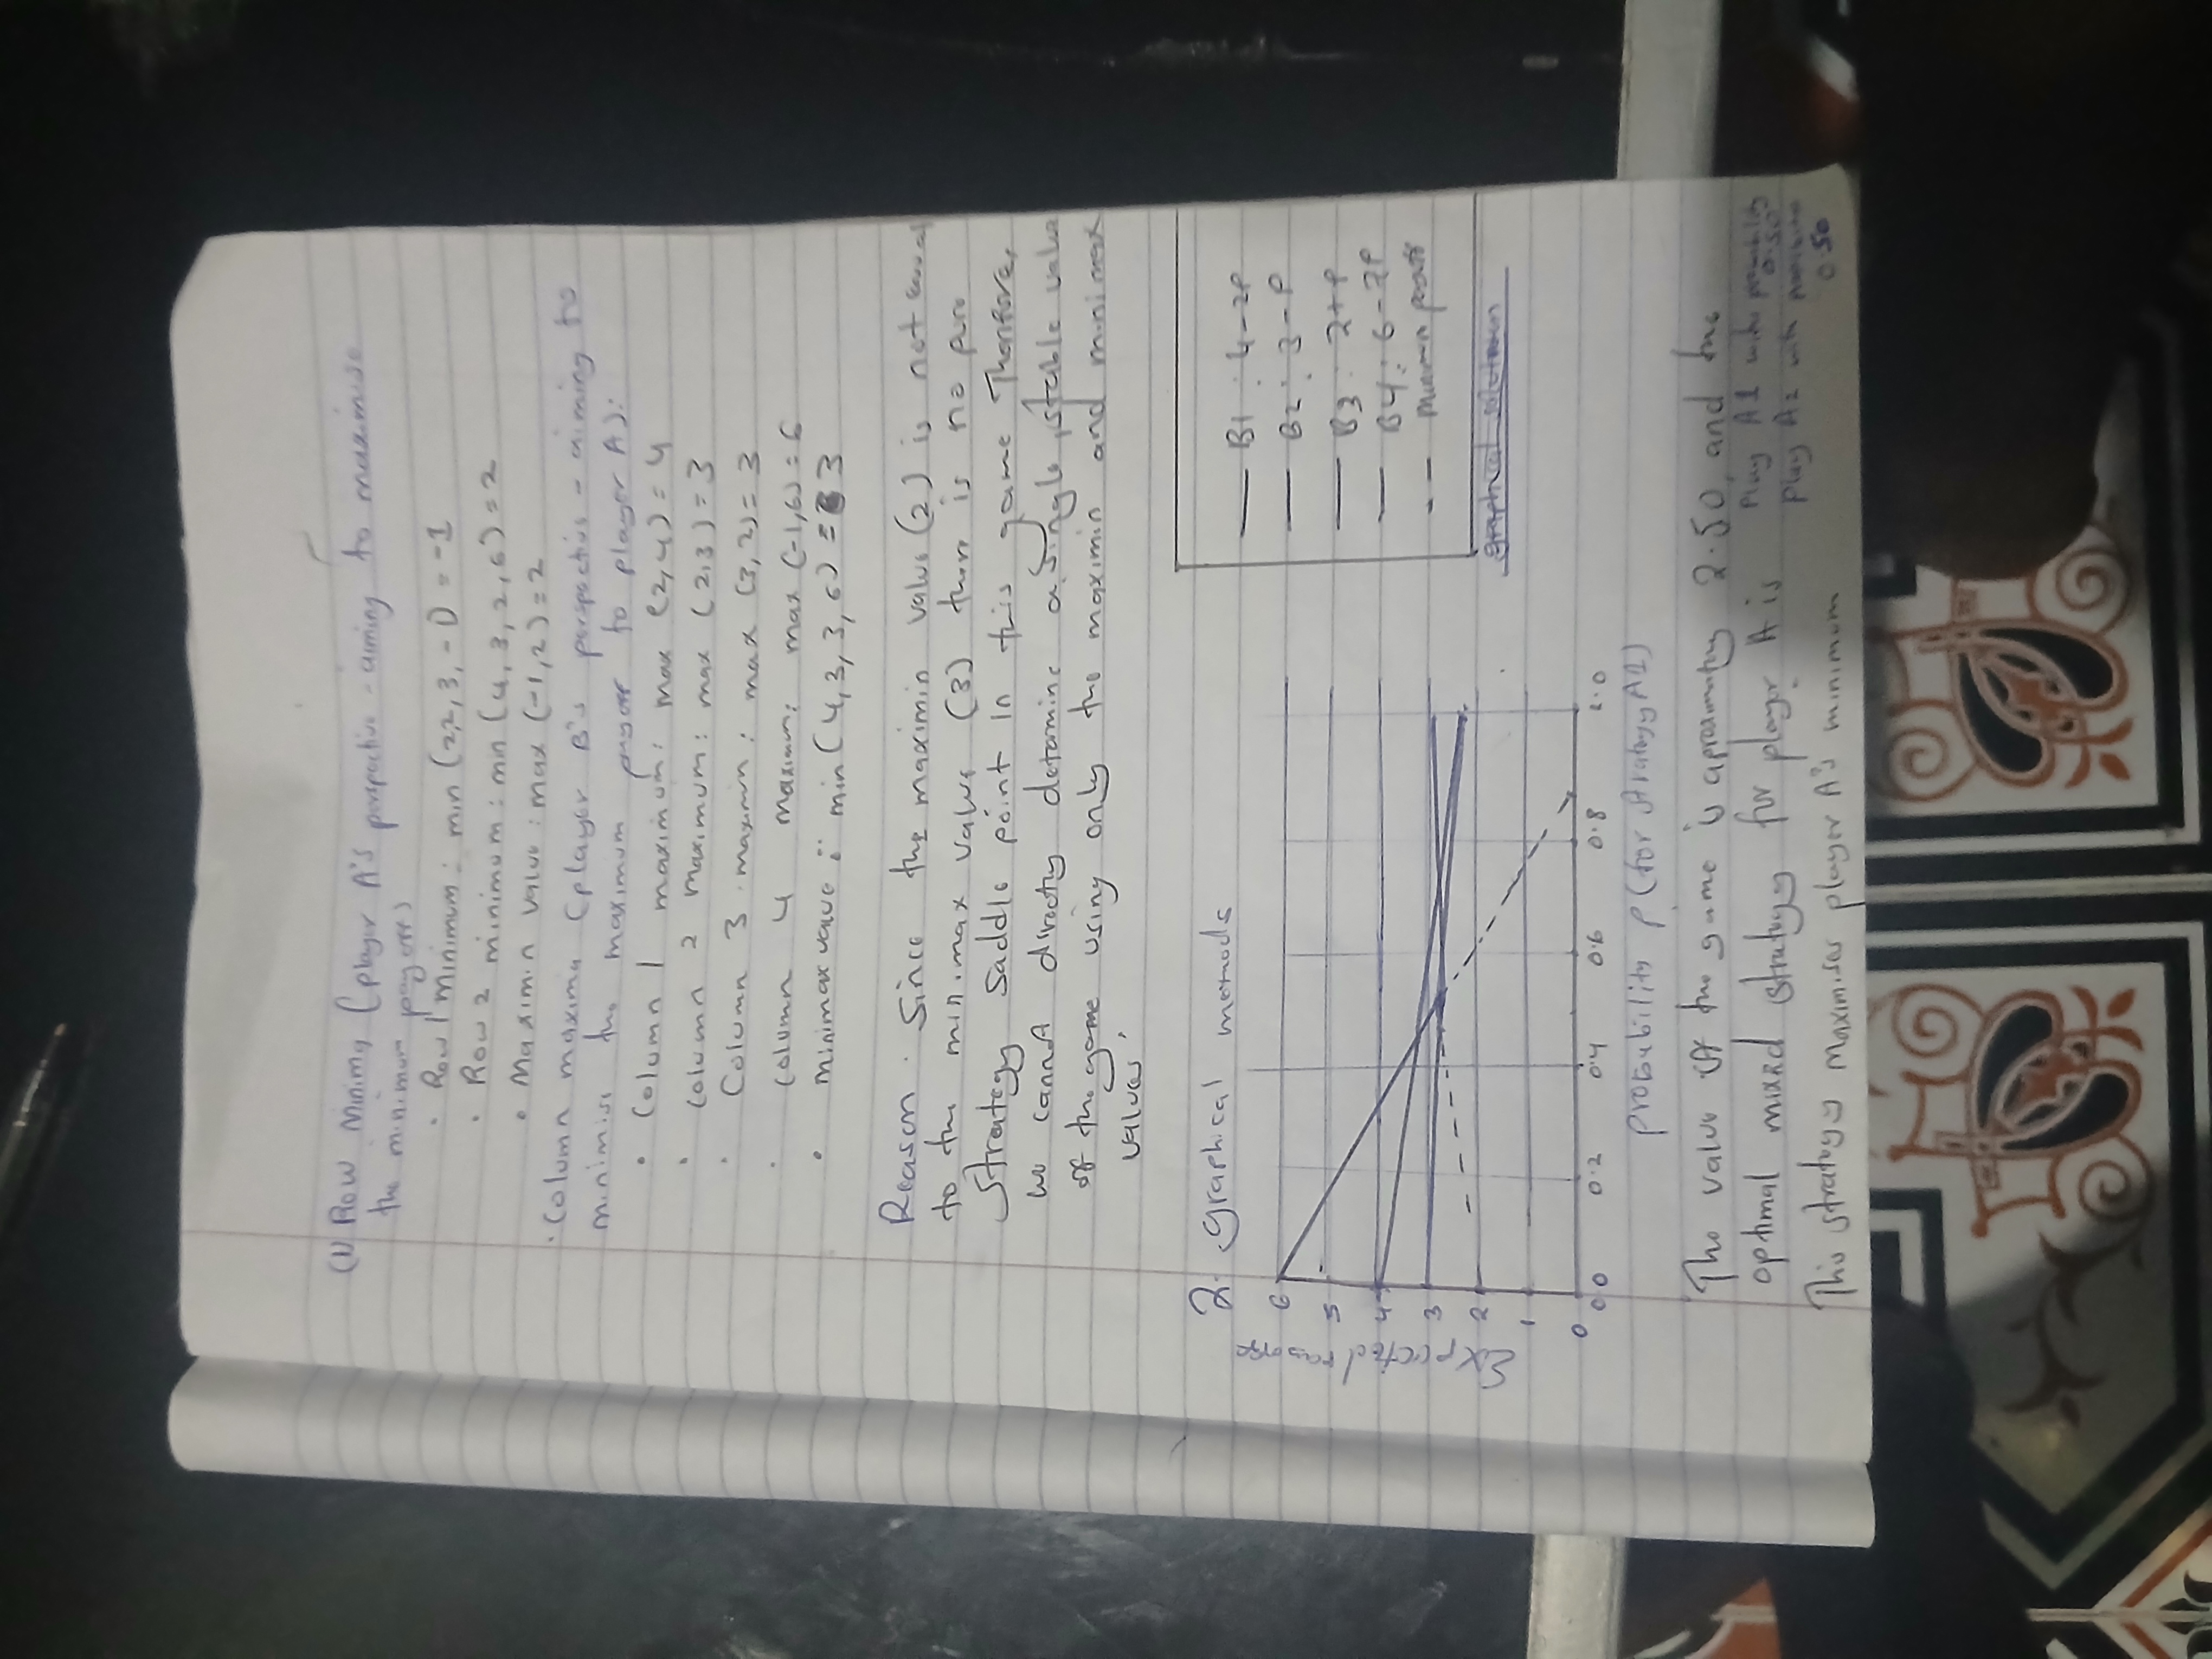 (1) Row Minima (player A's perspective - aiming to maximise
the minimum payoff)
· Row 1 minimum: min (2,2, 3, -1) = -1
· Row 2 minimum: min (4, 3, 2, 6) = 2
· Maximin value: max (-1, 2) = 2
· Column maxima (player B's perspective - aiming to
minimise the maximum payoff to player A):
· Column 1 maximum: max (2, 4) = 4
· column 2 maximum: max (2,3) = 3
· Column 3 maximin: max (3, 2) = 3
· column 4 maximum: max (-1,6) = 6
· minimax value: min (4, 3, 3, 6) = 3
Reason · Since the maximin value (2) is not equal
to the minimax value (3) there is no pure
strategy saddle point in this game Therefore,
we cannot directly determine a single, stable value
of the game using only the maximin and minimax
values
2. graphical methods
Expected
6
5
4
3
2
1
0
0.0 0.2 0.4 0.6 0.8 1.0
probability p (for strategy A1)
B1 : 4-2P
B2 : 3-P
B3 : 2+P
B4 : 6-7P
minimum payoff
graphical solution
The value of the game is aproximately 2.50, and the
optimal mixed strategy for player A is
Play A1 with probability
0.50
Play A2 with probability
0.50
This strategy maximises player A's minimum